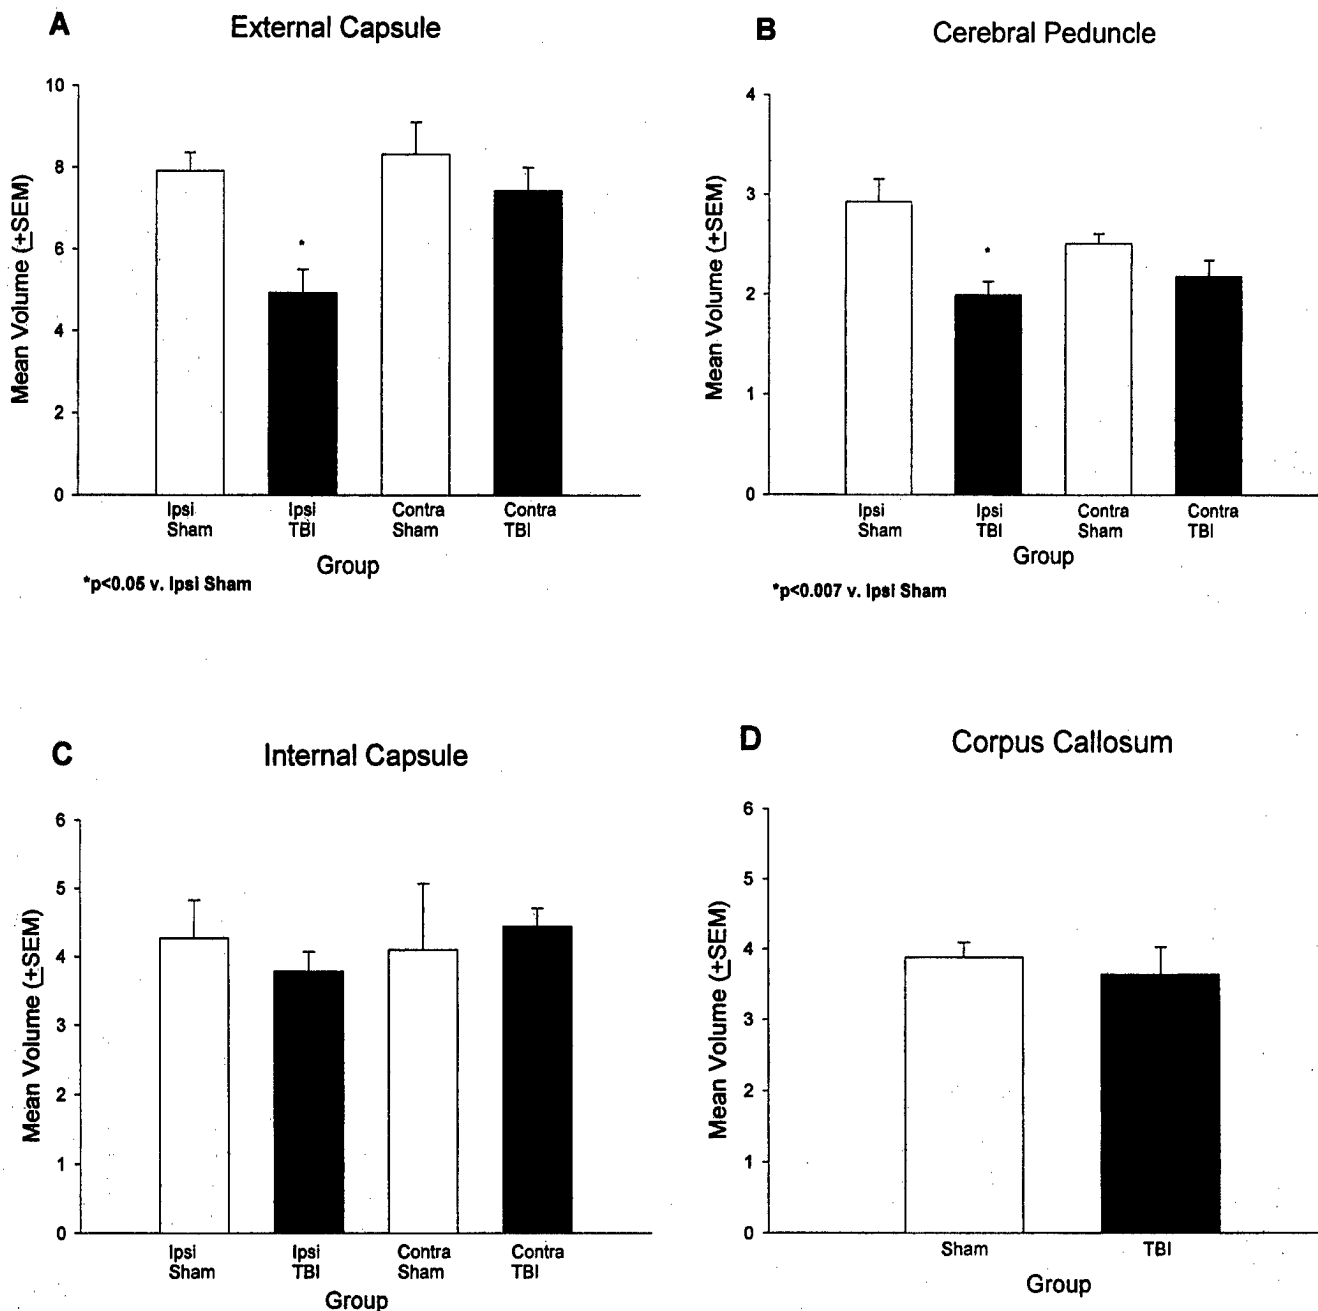 A
External Capsule
Mean Volume (+SEM)
10
8
6
4
2
0
*
Ipsi Sham
Ipsi TBI
Contra Sham
Contra TBI
Group
*p<0.05 v. Ipsi Sham
B
Cerebral Peduncle
Mean Volume (+SEM)
4
3
2
1
0
*
Ipsi Sham
Ipsi TBI
Contra Sham
Contra TBI
Group
*p<0.007 v. Ipsi Sham
C
Internal Capsule
Mean Volume (+SEM)
6
5
4
3
2
1
0
Ipsi Sham
Ipsi TBI
Contra Sham
Contra TBI
Group
D
Corpus Callosum
Mean Volume (+SEM)
6
5
4
3
2
1
0
Sham
TBI
Group